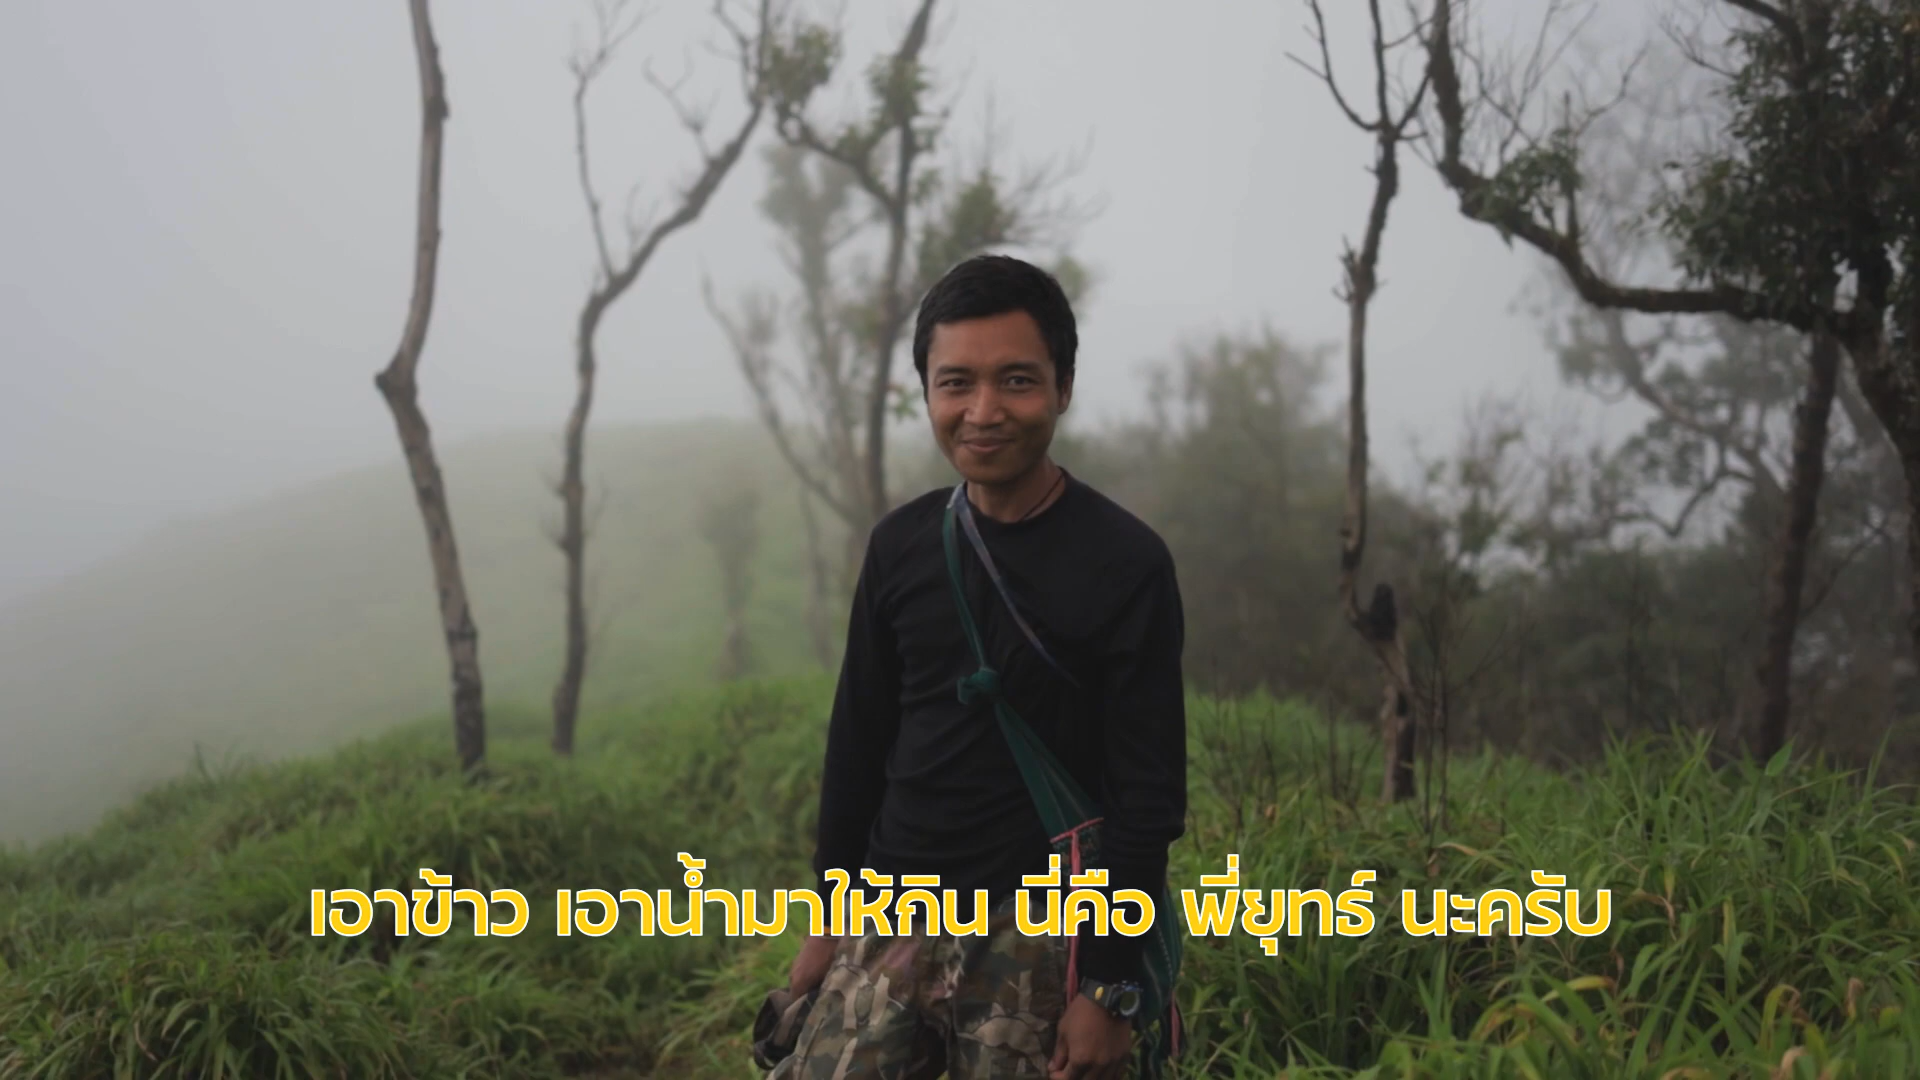 เอาข้าว เอาน้ำมาให้กิน นี่คือ พี่ยุทธ์ นะครับ